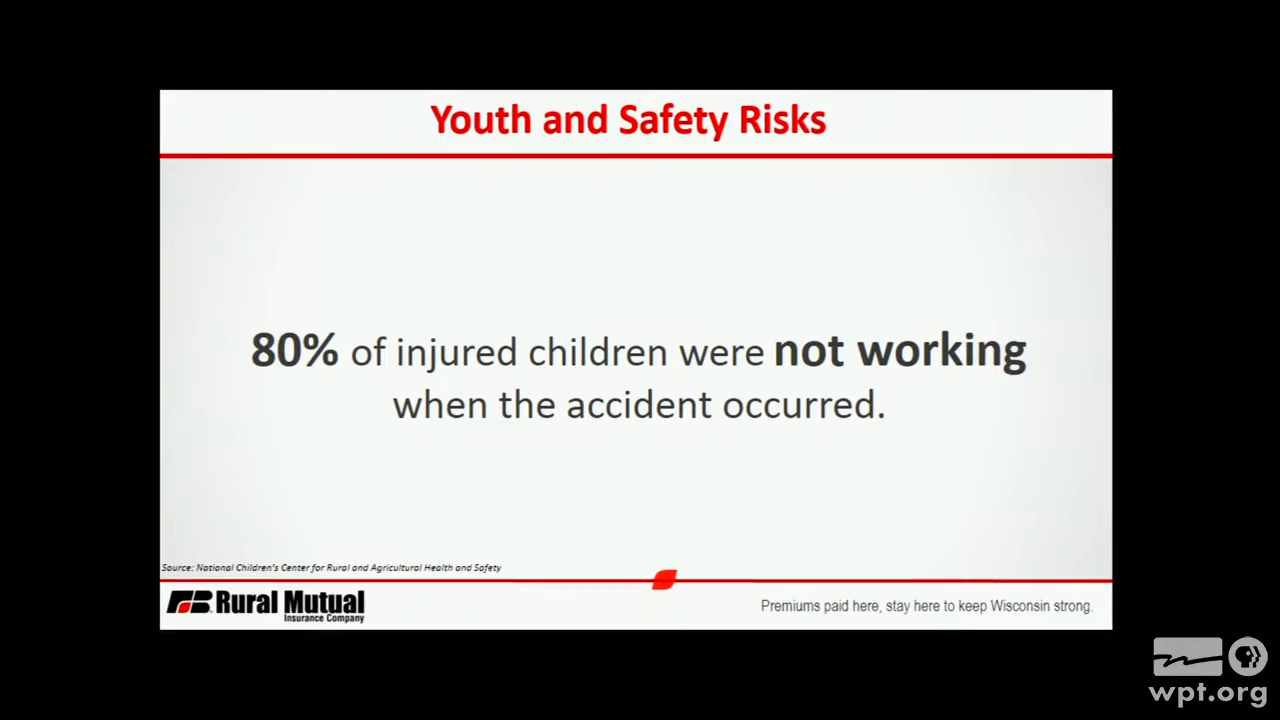 Youth and Safety Risks
80% of injured children were not working
when the accident occurred.
Source: National Children's Center for Rural and Agricultural Health and Safety
FB Rural Mutual
Insurance Company
Premiums paid here, stay here to keep Wisconsin strong.
PBS
wpt.org